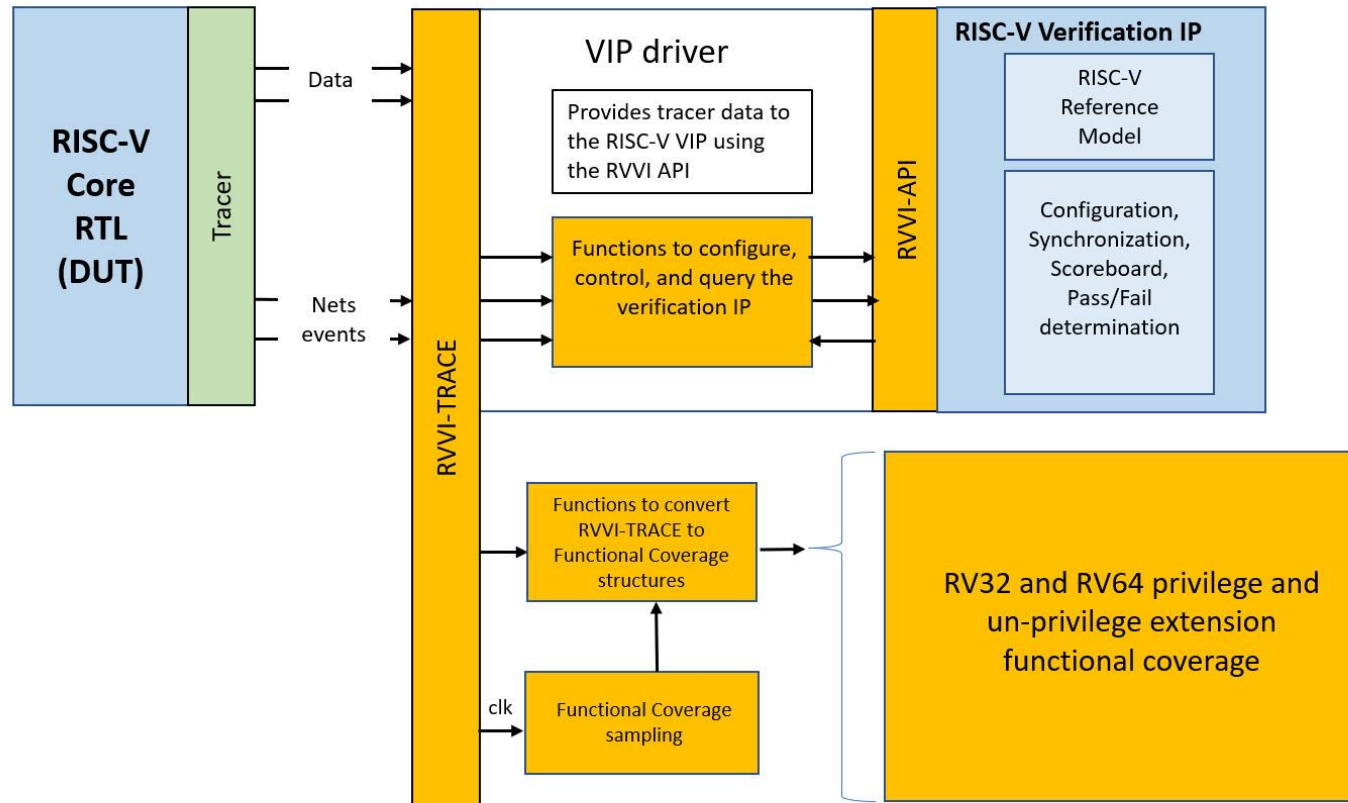 RISC-V
Core
RTL
(DUT)
Tracer
Data
Nets
events
RVVI-TRACE
VIP driver
Provides tracer data to
the RISC-V VIP using
the RVVI API
Functions to configure,
control, and query the
verification IP
RVVI-API
RISC-V Verification IP
RISC-V
Reference
Model
Configuration,
Synchronization,
Scoreboard,
Pass/Fail
determination
Functions to convert
RVVI-TRACE to
Functional Coverage
structures
clk
Functional Coverage
sampling
RV32 and RV64 privilege and
un-privilege extension
functional coverage